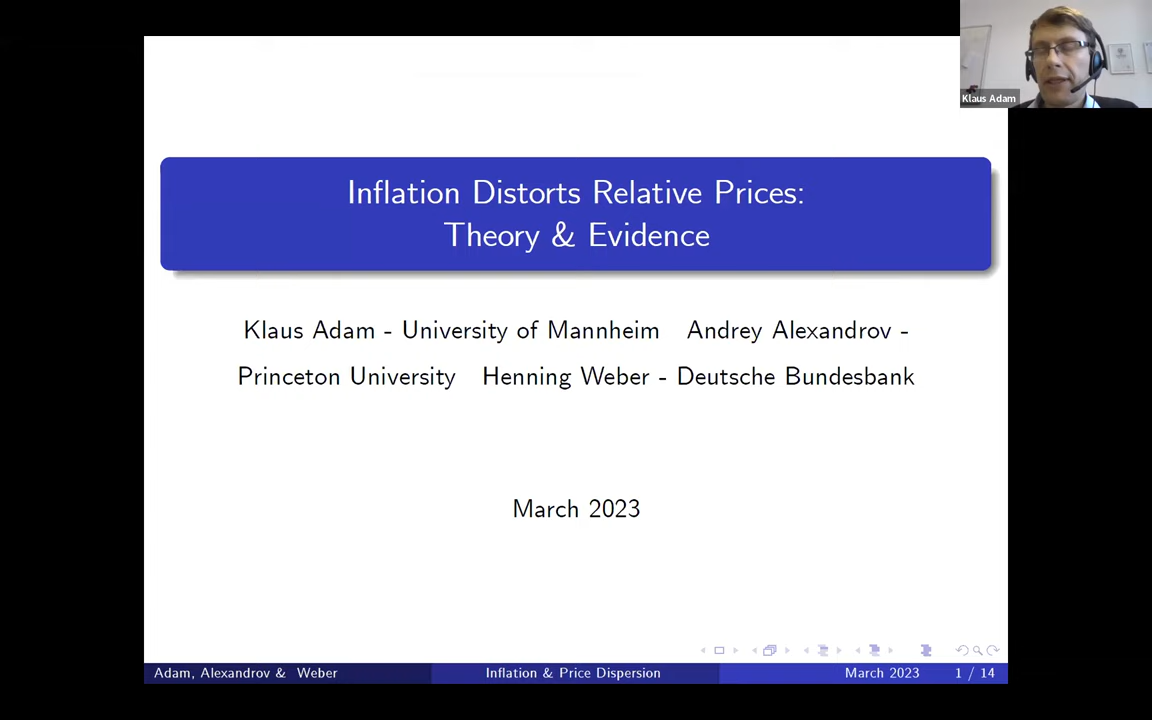 Klaus Adam
Inflation Distorts Relative Prices:
Theory & Evidence
Klaus Adam - University of Mannheim Andrey Alexandrov -
Princeton University Henning Weber - Deutsche Bundesbank
March 2023
Adam, Alexandrov & Weber Inflation & Price Dispersion March 2023 1 / 14